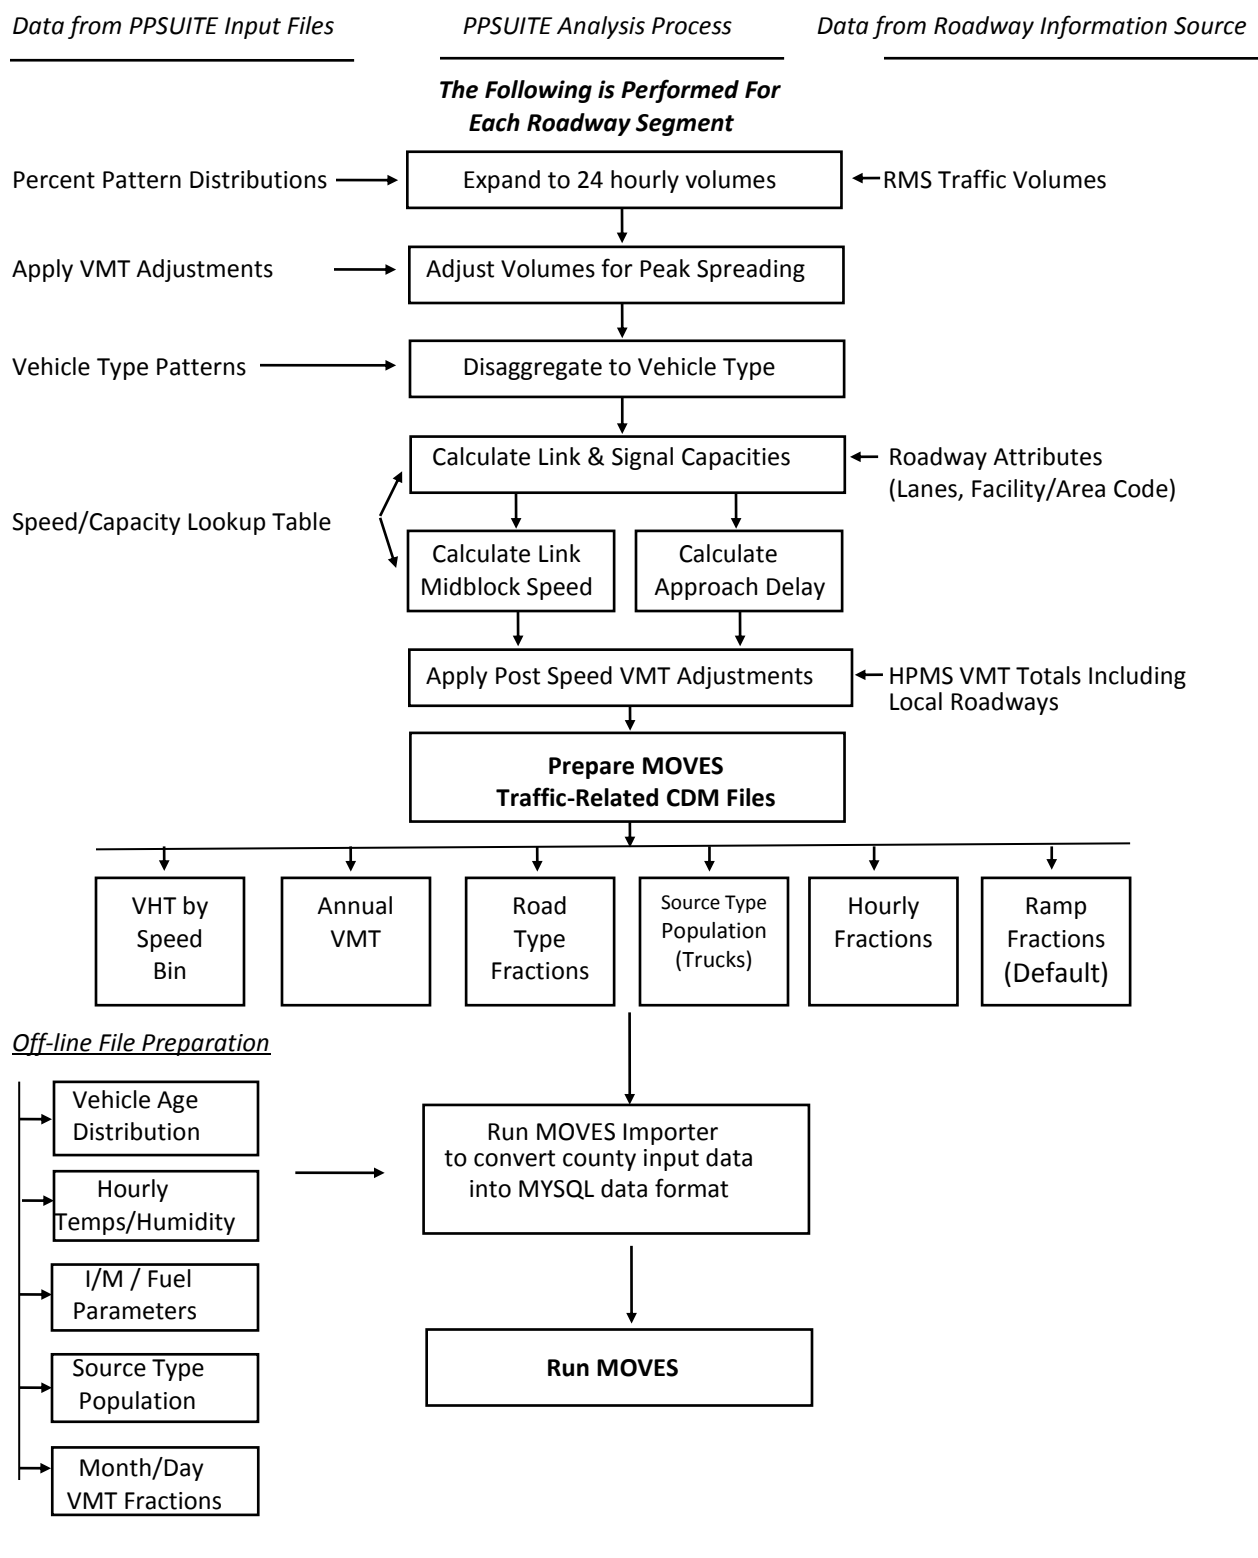 Data from PPSUITE Input Files
PPSUITE Analysis Process
Data from Roadway Information Source
The Following is Performed For
Each Roadway Segment
Percent Pattern Distributions
Expand to 24 hourly volumes
RMS Traffic Volumes
Apply VMT Adjustments
Adjust Volumes for Peak Spreading
Vehicle Type Patterns
Disaggregate to Vehicle Type
Calculate Link & Signal Capacities
Roadway Attributes
(Lanes, Facility/Area Code)
Speed/Capacity Lookup Table
Calculate Link
Midblock Speed
Calculate
Approach Delay
Apply Post Speed VMT Adjustments
HPMS VMT Totals Including
Local Roadways
Prepare MOVES
Traffic-Related CDM Files
VHT by
Speed
Bin
Annual
VMT
Road
Type
Fractions
Source Type
Population
(Trucks)
Hourly
Fractions
Ramp
Fractions
(Default)
Off-line File Preparation
Vehicle Age
Distribution
Hourly
Temps/Humidity
I/M / Fuel
Parameters
Source Type
Population
Month/Day
VMT Fractions
Run MOVES Importer
to convert county input data
into MYSQL data format
Run MOVES